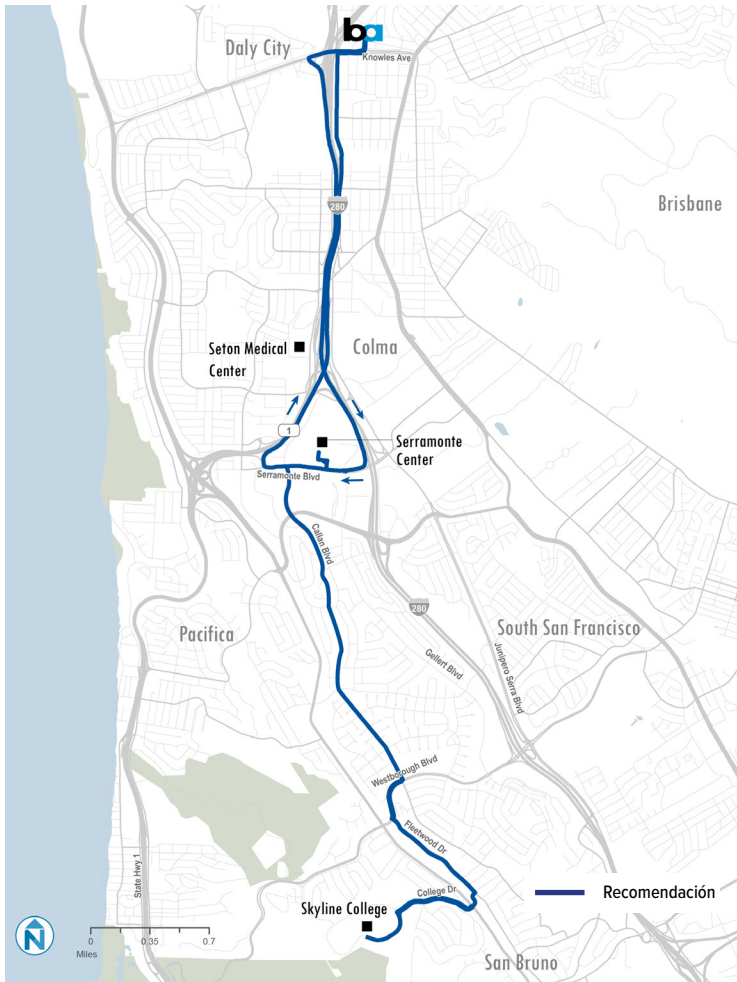 ba
Daly City
Knowles Ave
280
Brisbane
Seton Medical
Center
Colma
1
Serramonte
Center
Serramonte Blvd
Callan Blvd
280
Pacifica
South San Francisco
Gellert Blvd
Junipero Serra Blvd
Westborough Blvd
Fleetwood Dr
State Hwy 1
College Dr
Recomendación
Skyline College
N
0 0.35 0.7
Miles
San Bruno